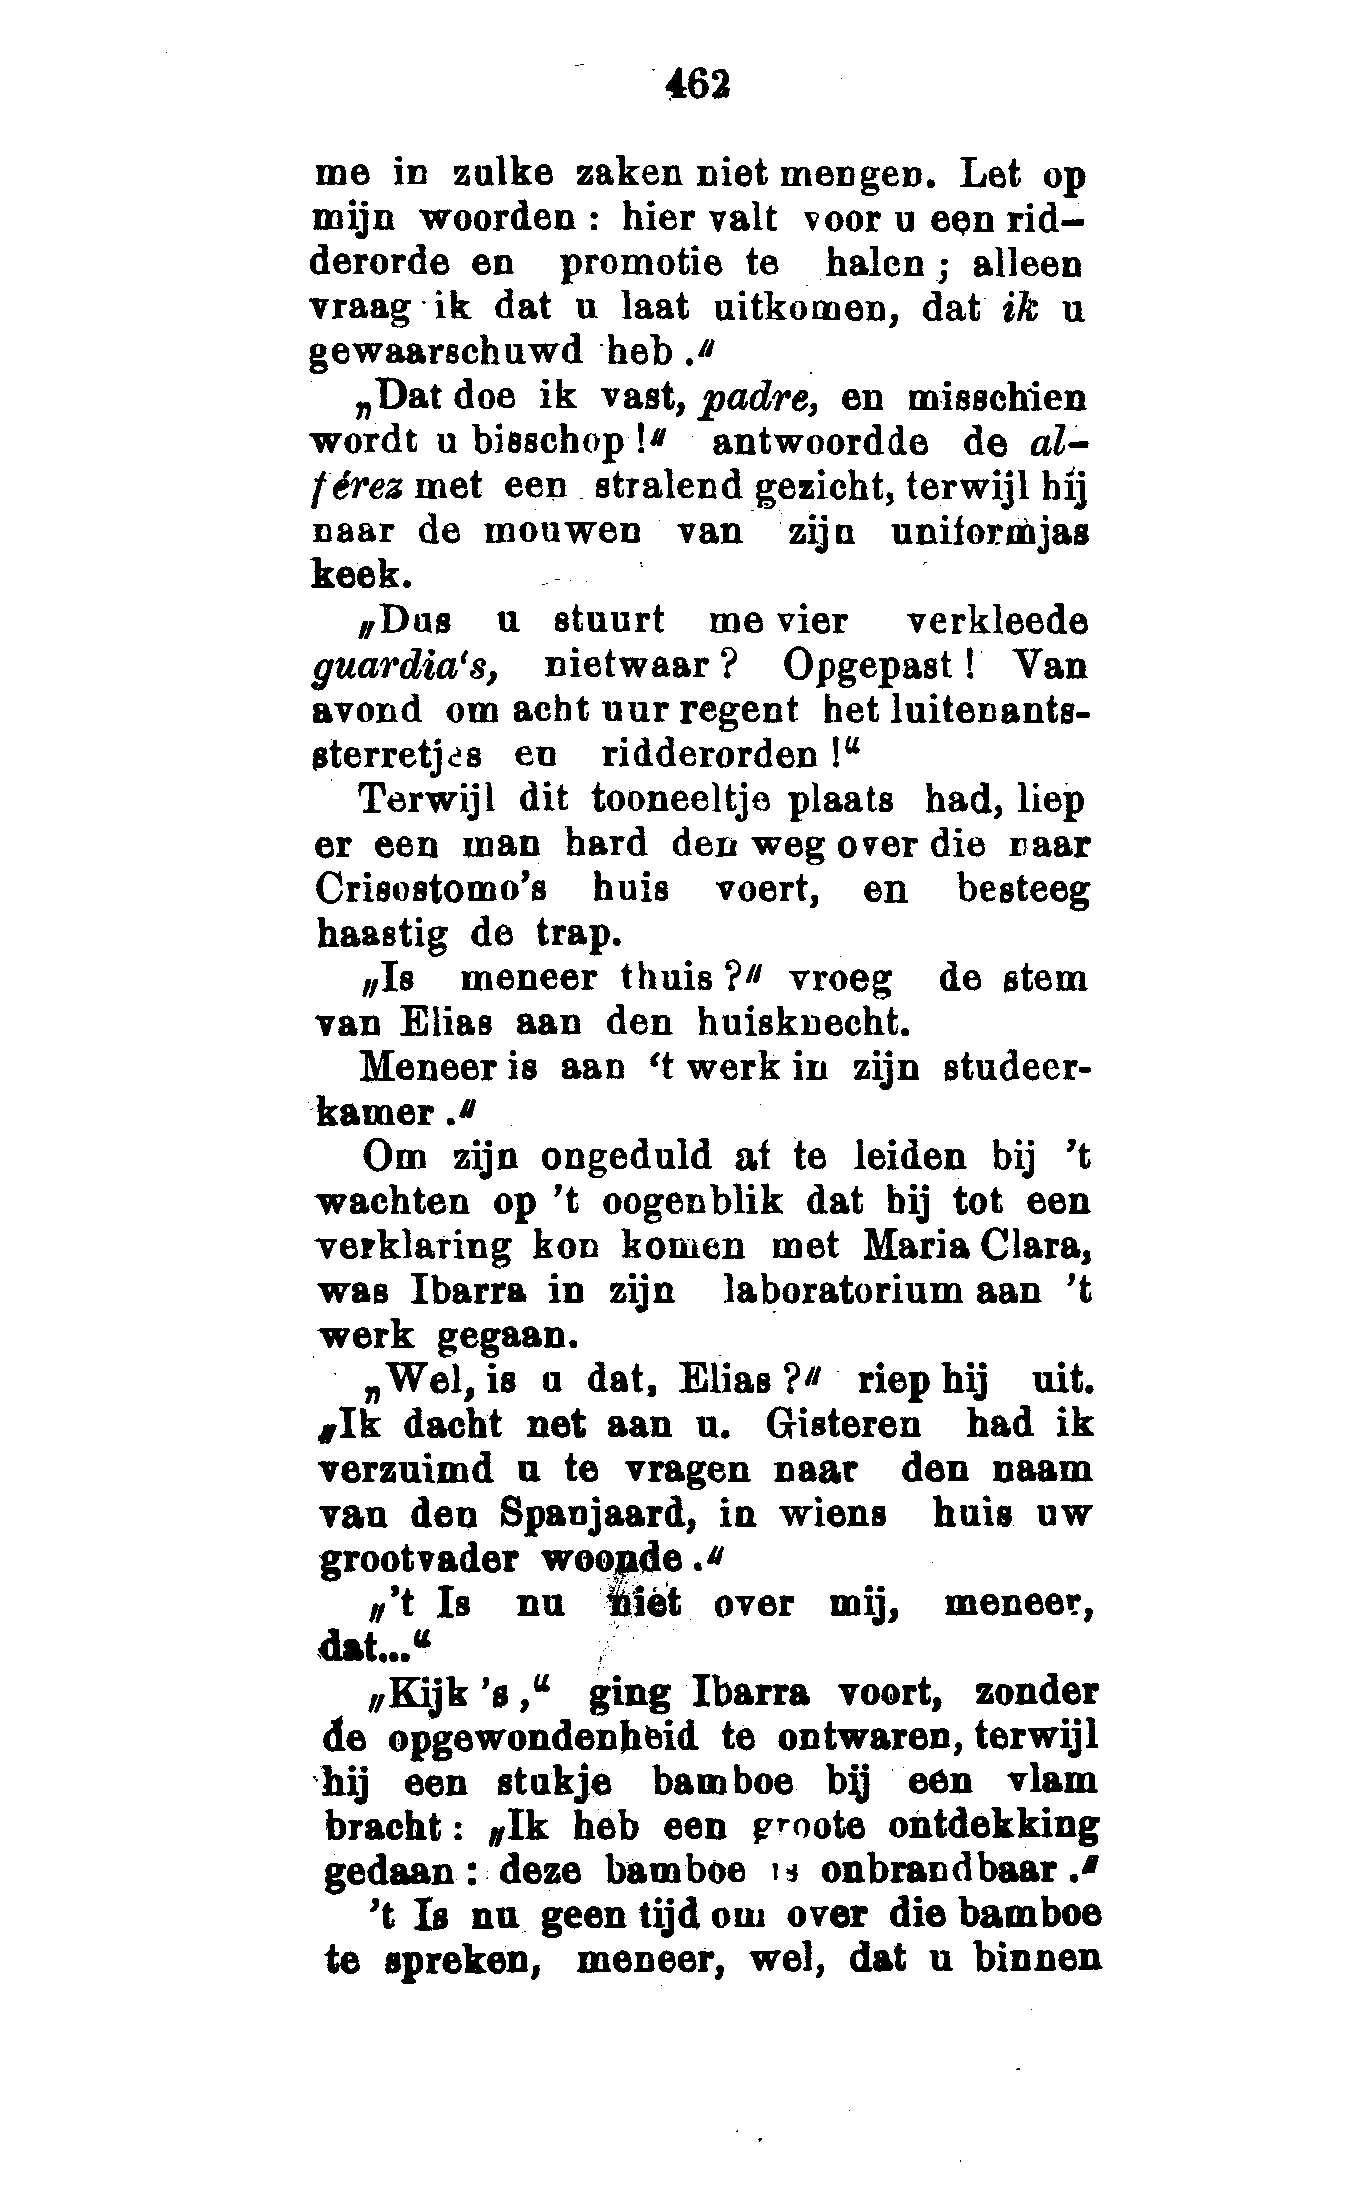 462
me in zulke zaken niet mengen. Let op
mijn woorden : hier valt voor u een rid-
derorde en promotie te halen ; alleen
vraag ik dat u laat uitkomen, dat ik u
gewaarschuwd heb ."
„Dat doe ik vast, padre, en misschien
wordt u bisschop !" antwoordde de al-
férez met een stralend gezicht, terwijl hij
naar de mouwen van zijn uniformjas
keek.
„Dus u stuurt me vier verkleede
guardia‘s, nietwaar ? Opgepast ! Van
avond om acht uur regent het luitenants-
sterretjes en ridderorden !“
Terwijl dit tooneeltje plaats had, liep
er een man hard den weg over die naar
Crisostomo’s huis voert, en besteeg
haastig de trap.
„Is meneer thuis ?" vroeg de stem
van Elias aan den huisknecht.
Meneer is aan ‘t werk in zijn studeer-
kamer ."
Om zijn ongeduld af te leiden bij ’t
wachten op ’t oogenblik dat hij tot een
verklaring kon komen met Maria Clara,
was Ibarra in zijn laboratorium aan ’t
werk gegaan.
„Wel, is u dat, Elias ?" riep hij uit.
„Ik dacht net aan u. Gisteren had ik
verzuimd u te vragen naar den naam
van den Spanjaard, in wiens huis uw
grootvader woonde ."
„’t Is nu niet over mij, meneer,
dat...“
„Kijk ’s ,“ ging Ibarra voort, zonder
de opgewondenheid te ontwaren, terwijl
hij een stukje bamboe bij een vlam
bracht : „Ik heb een groote ontdekking
gedaan : deze bamboe is onbrandbaar ."
’t Is nu geen tijd om over die bamboe
te spreken, meneer, wel, dat u binnen